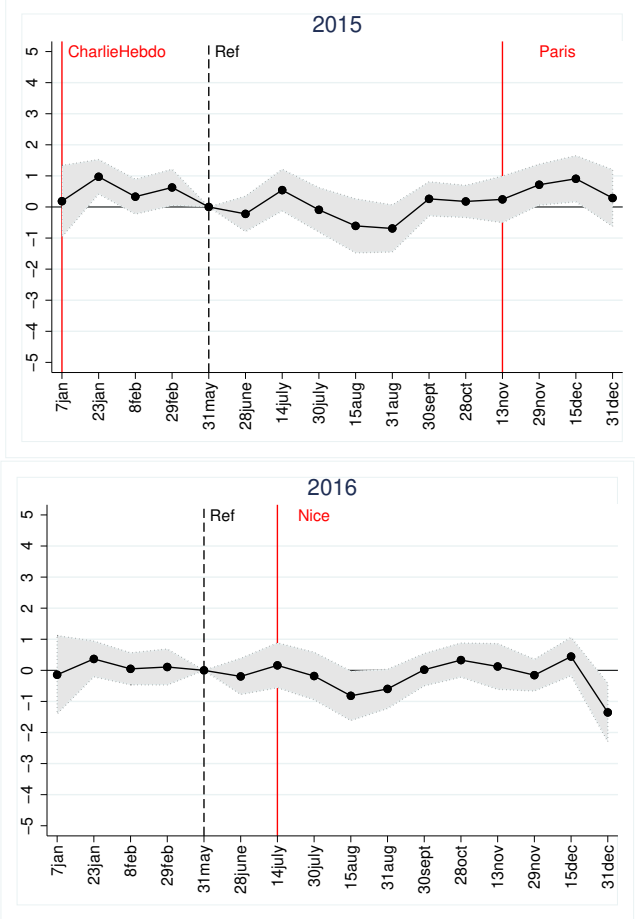 2015
CharlieHebdo
Ref
Paris
5
4
3
2
1
0
−1
−2
−3
−4
−5
7jan
23jan
8feb
29feb
31may
28june
14july
30july
15aug
31aug
30sept
28oct
13nov
29nov
15dec
31dec
2016
Ref
Nice
5
4
3
2
1
0
−1
−2
−3
−4
−5
7jan
23jan
8feb
29feb
31may
28june
14july
30july
15aug
31aug
30sept
28oct
13nov
29nov
15dec
31dec